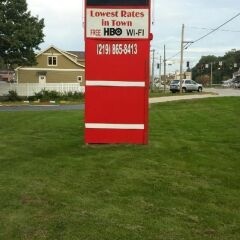 Lowest Rates
in Town
FREE HBO WI-FI
(219) 865-8413